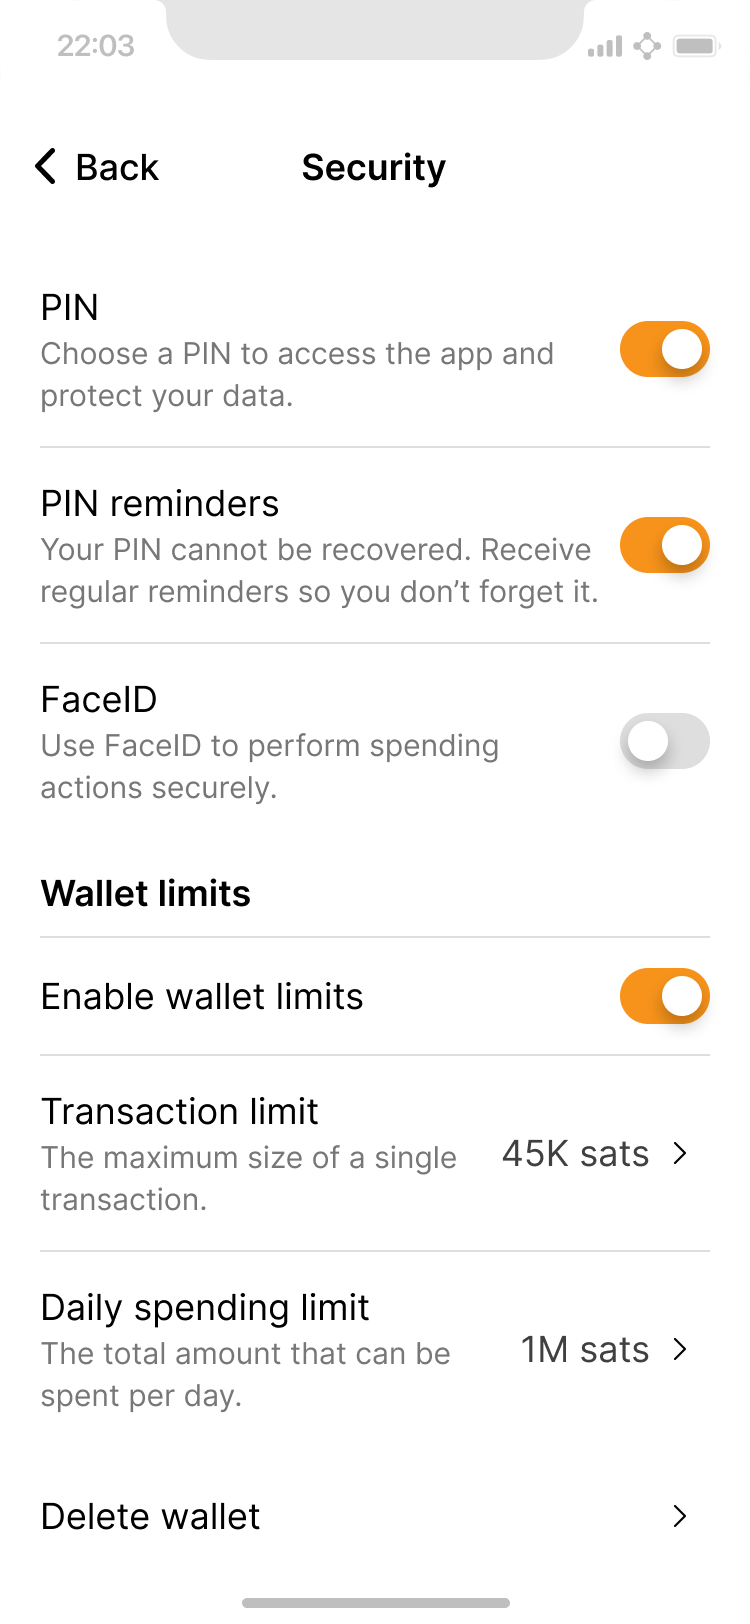 22:03
Back
Security
PIN
Choose a PIN to access the app and
protect your data.
PIN reminders
Your PIN cannot be recovered. Receive
regular reminders so you don’t forget it.
FaceID
Use FaceID to perform spending
actions securely.
Wallet limits
Enable wallet limits
Transaction limit
The maximum size of a single
transaction.
45K sats
Daily spending limit
The total amount that can be
spent per day.
1M sats
Delete wallet